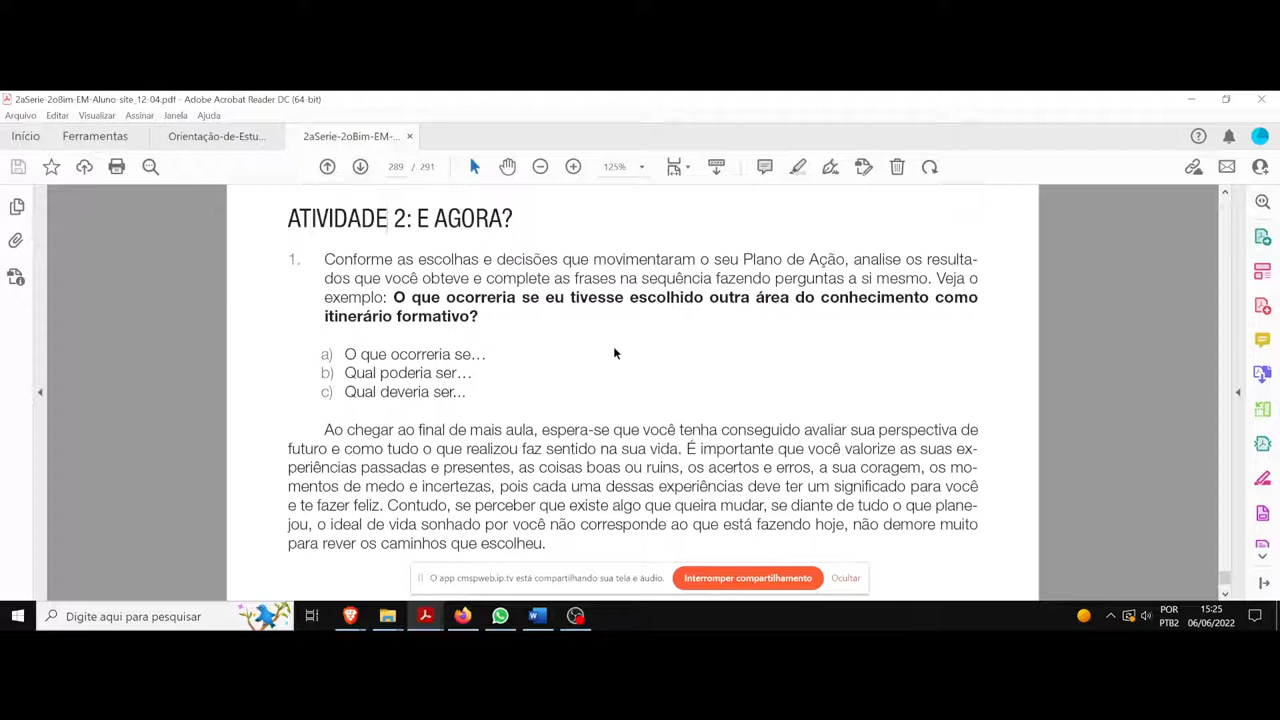 2aSerie-2oBim-EM-Aluno-site_12-04.pdf - Adobe Acrobat Reader DC (64-bit)
Arquivo Editar Visualizar Assinar Janela Ajuda
Início Ferramentas Orientação-de-Estu... 2aSerie-2oBim-EM-... ×
289 / 291 125%
ATIVIDADE 2: E AGORA?
1. Conforme as escolhas e decisões que movimentaram o seu Plano de Ação, analise os resulta-
dos que você obteve e complete as frases na sequência fazendo perguntas a si mesmo. Veja o
exemplo: O que ocorreria se eu tivesse escolhido outra área do conhecimento como
itinerário formativo?
a) O que ocorreria se…
b) Qual poderia ser…
c) Qual deveria ser...
Ao chegar ao final de mais aula, espera-se que você tenha conseguido avaliar sua perspectiva de
futuro e como tudo o que realizou faz sentido na sua vida. É importante que você valorize as suas ex-
periências passadas e presentes, as coisas boas ou ruins, os acertos e erros, a sua coragem, os mo-
mentos de medo e incertezas, pois cada uma dessas experiências deve ter um significado para você
e te fazer feliz. Contudo, se perceber que existe algo que queira mudar, se diante de tudo o que plane-
jou, o ideal de vida sonhado por você não corresponde ao que está fazendo hoje, não demore muito
para rever os caminhos que escolheu.
O app cmspweb.ip.tv está compartilhando sua tela e áudio. Interromper compartilhamento Ocultar
Digite aqui para pesquisar
POR 15:25
PTB2 06/06/2022